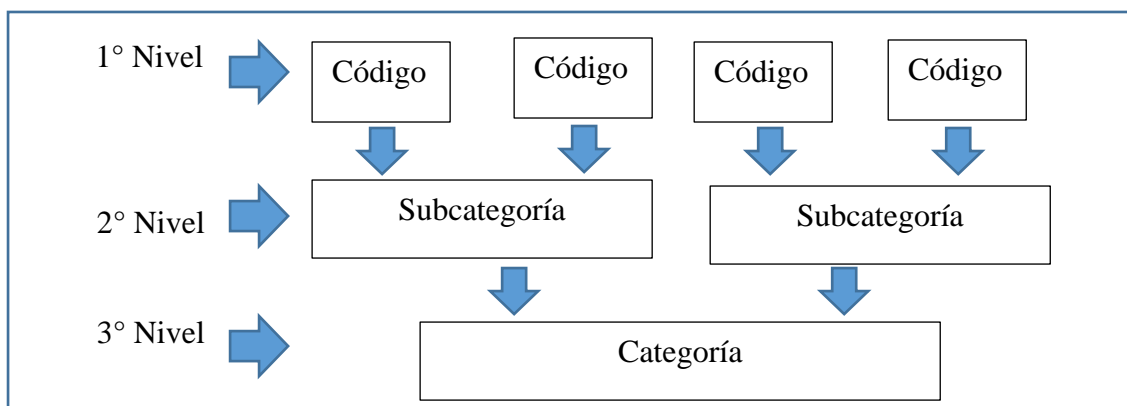 1° Nivel Código Código Código Código
2° Nivel Subcategoría Subcategoría
3° Nivel Categoría